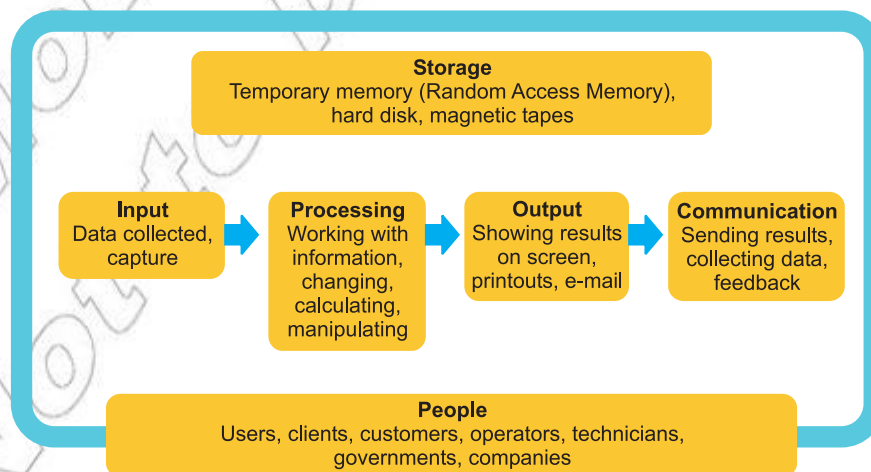 Storage
Temporary memory (Random Access Memory),
hard disk, magnetic tapes
Input
Data collected,
capture
Processing
Working with
information,
changing,
calculating,
manipulating
Output
Showing results
on screen,
printouts, e-mail
Communication
Sending results,
collecting data,
feedback
People
Users, clients, customers, operators, technicians,
governments, companies